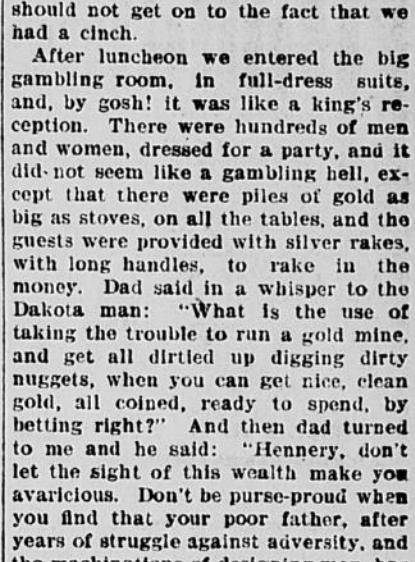 should not get on to the fact that we
had a cinch.
After luncheon we entered the big
gambling room, in full-dress suits,
and, by gosh! it was like a king's re-
ception. There were hundreds of men
and women, dressed for a party, and it
did not seem like a gambling hell, ex-
cept that there were piles of gold as
big as stoves, on all the tables, and the
guests were provided with silver rakes,
with long handles, to rake in the
money. Dad said in a whisper to the
Dakota man: "What is the use of
taking the trouble to run a gold mine,
and get all dirtied up digging dirty
nuggets, when you can get nice, clean
gold, all coined, ready to spend, by
betting right?" And then dad turned
to me and he said: "Hennery, don't
let the sight of this wealth make you
avaricious. Don't be purse-proud when
you find that your poor father, after
years of struggle against adversity, and
the machinations of designing men, has